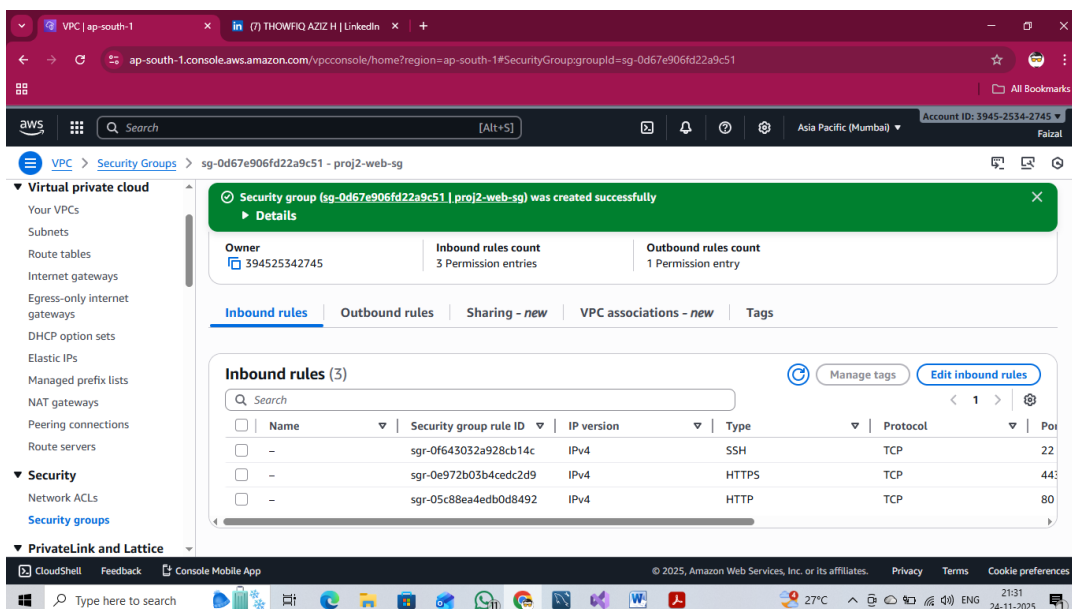 VPC | ap-south-1
in (7) THOWFIQ AZIZ H | LinkedIn
ap-south-1.console.aws.amazon.com/vpcconsole/home?region=ap-south-1#SecurityGroup:groupId=sg-0d67e906fd22a9c51
All Bookmarks
aws
Search
[Alt+S]
Asia Pacific (Mumbai)
Account ID: 3945-2534-2745
Faizal
VPC > Security Groups > sg-0d67e906fd22a9c51 - proj2-web-sg
Virtual private cloud
Your VPCs
Subnets
Route tables
Internet gateways
Egress-only internet
gateways
DHCP option sets
Elastic IPs
Managed prefix lists
NAT gateways
Peering connections
Route servers
Security
Network ACLs
Security groups
PrivateLink and Lattice
Security group (sg-0d67e906fd22a9c51 | proj2-web-sg) was created successfully
Details
Owner Inbound rules count Outbound rules count
394525342745 3 Permission entries 1 Permission entry
Inbound rules Outbound rules Sharing - new VPC associations - new Tags
Inbound rules (3)
Manage tags Edit inbound rules
Search
1
Name Security group rule ID IP version Type Protocol
– sgr-0f643032a928cb14c IPv4 SSH TCP 22
– sgr-0e972b03b4cedc2d9 IPv4 HTTPS TCP 443
– sgr-05c88ea4edb0d8492 IPv4 HTTP TCP 80
CloudShell Feedback Console Mobile App © 2025, Amazon Web Services, Inc. or its affiliates. Privacy Terms Cookie preferences
Type here to search
27°C
ENG
21:31
24-11-2025